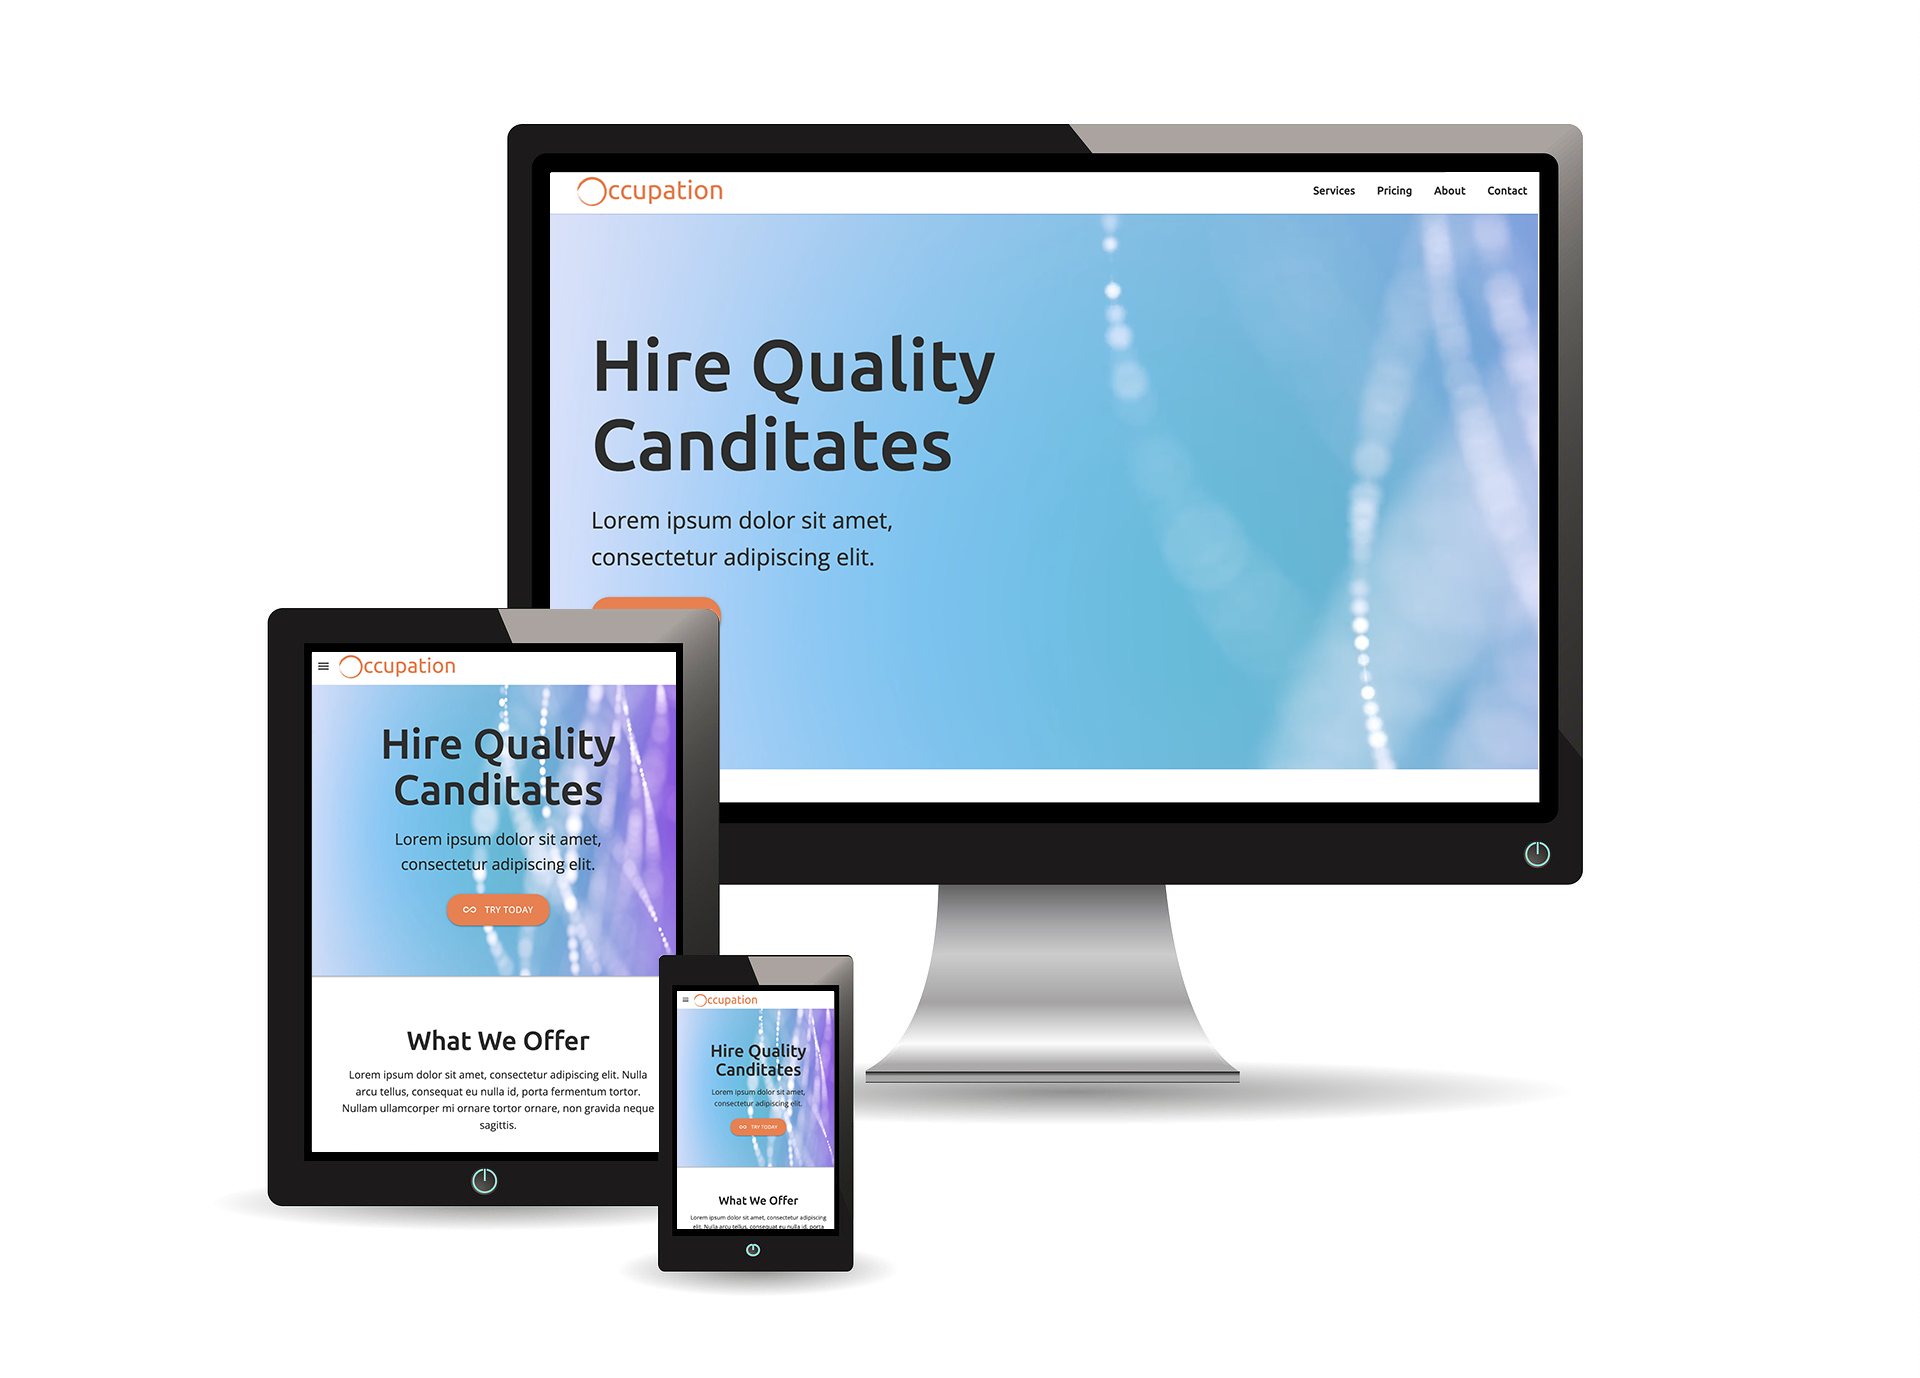 Occupation
Services Pricing About Contact
Hire Quality
Canditates
Lorem ipsum dolor sit amet,
consectetur adipiscing elit.
Occupation
Hire Quality
Canditates
Lorem ipsum dolor sit amet,
consectetur adipiscing elit.
TRY TODAY
What We Offer
Lorem ipsum dolor sit amet, consectetur adipiscing elit. Nulla
arcu tellus, consequat eu nulla id, porta fermentum tortor.
Nullam ullamcorper mi ornare tortor ornare, non gravida neque
sagittis.
Occupation
Hire Quality
Canditates
Lorem ipsum dolor sit amet,
consectetur adipiscing elit.
TRY TODAY
What We Offer
Lorem ipsum dolor sit amet, consectetur adipiscing
elit. Nulla arcu tellus, consequat eu nulla id, porta